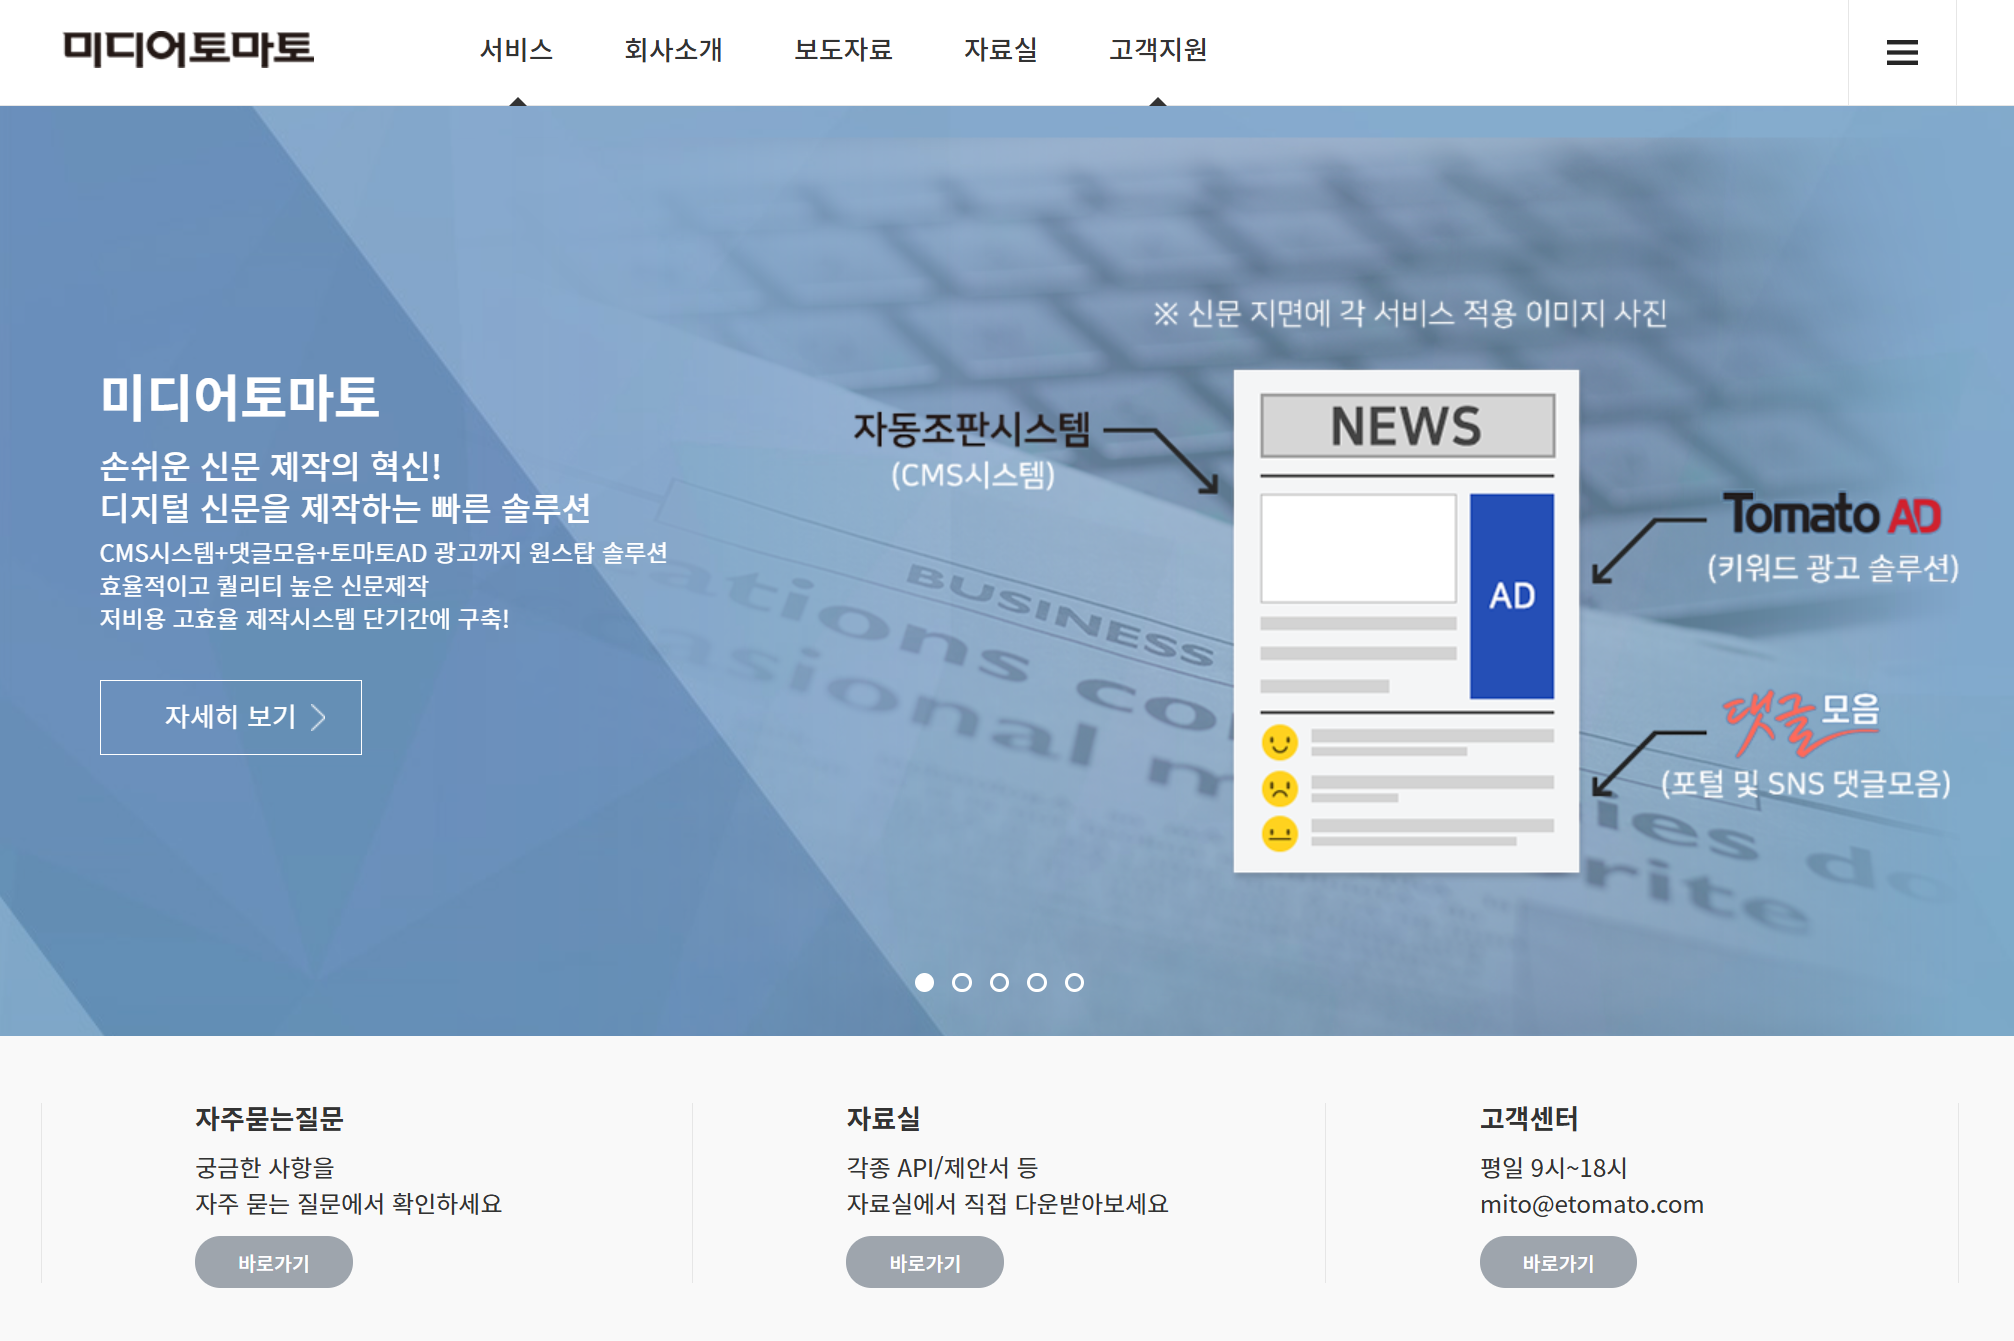 미디어토마토
서비스
회사소개
보도자료
자료실
고객지원
미디어토마토
손쉬운 신문 제작의 혁신!
디지털 신문을 제작하는 빠른 솔루션
CMS시스템+댓글모음+토마토AD 광고까지 원스탑 솔루션
효율적이고 퀄리티 높은 신문제작
저비용 고효율 제작시스템 단기간에 구축!
자세히 보기
※ 신문 지면에 각 서비스 적용 이미지 사진
자동조판시스템
(CMS시스템)
NEWS
AD
Tomato AD
(키워드 광고 솔루션)
댓글모음
(포털 및 SNS 댓글모음)
BUSINESS
ations co
asional m
ies do
rite
자주묻는질문
궁금한 사항을
자주 묻는 질문에서 확인하세요
바로가기
자료실
각종 API/제안서 등
자료실에서 직접 다운받아보세요
바로가기
고객센터
평일 9시~18시
mito@etomato.com
바로가기